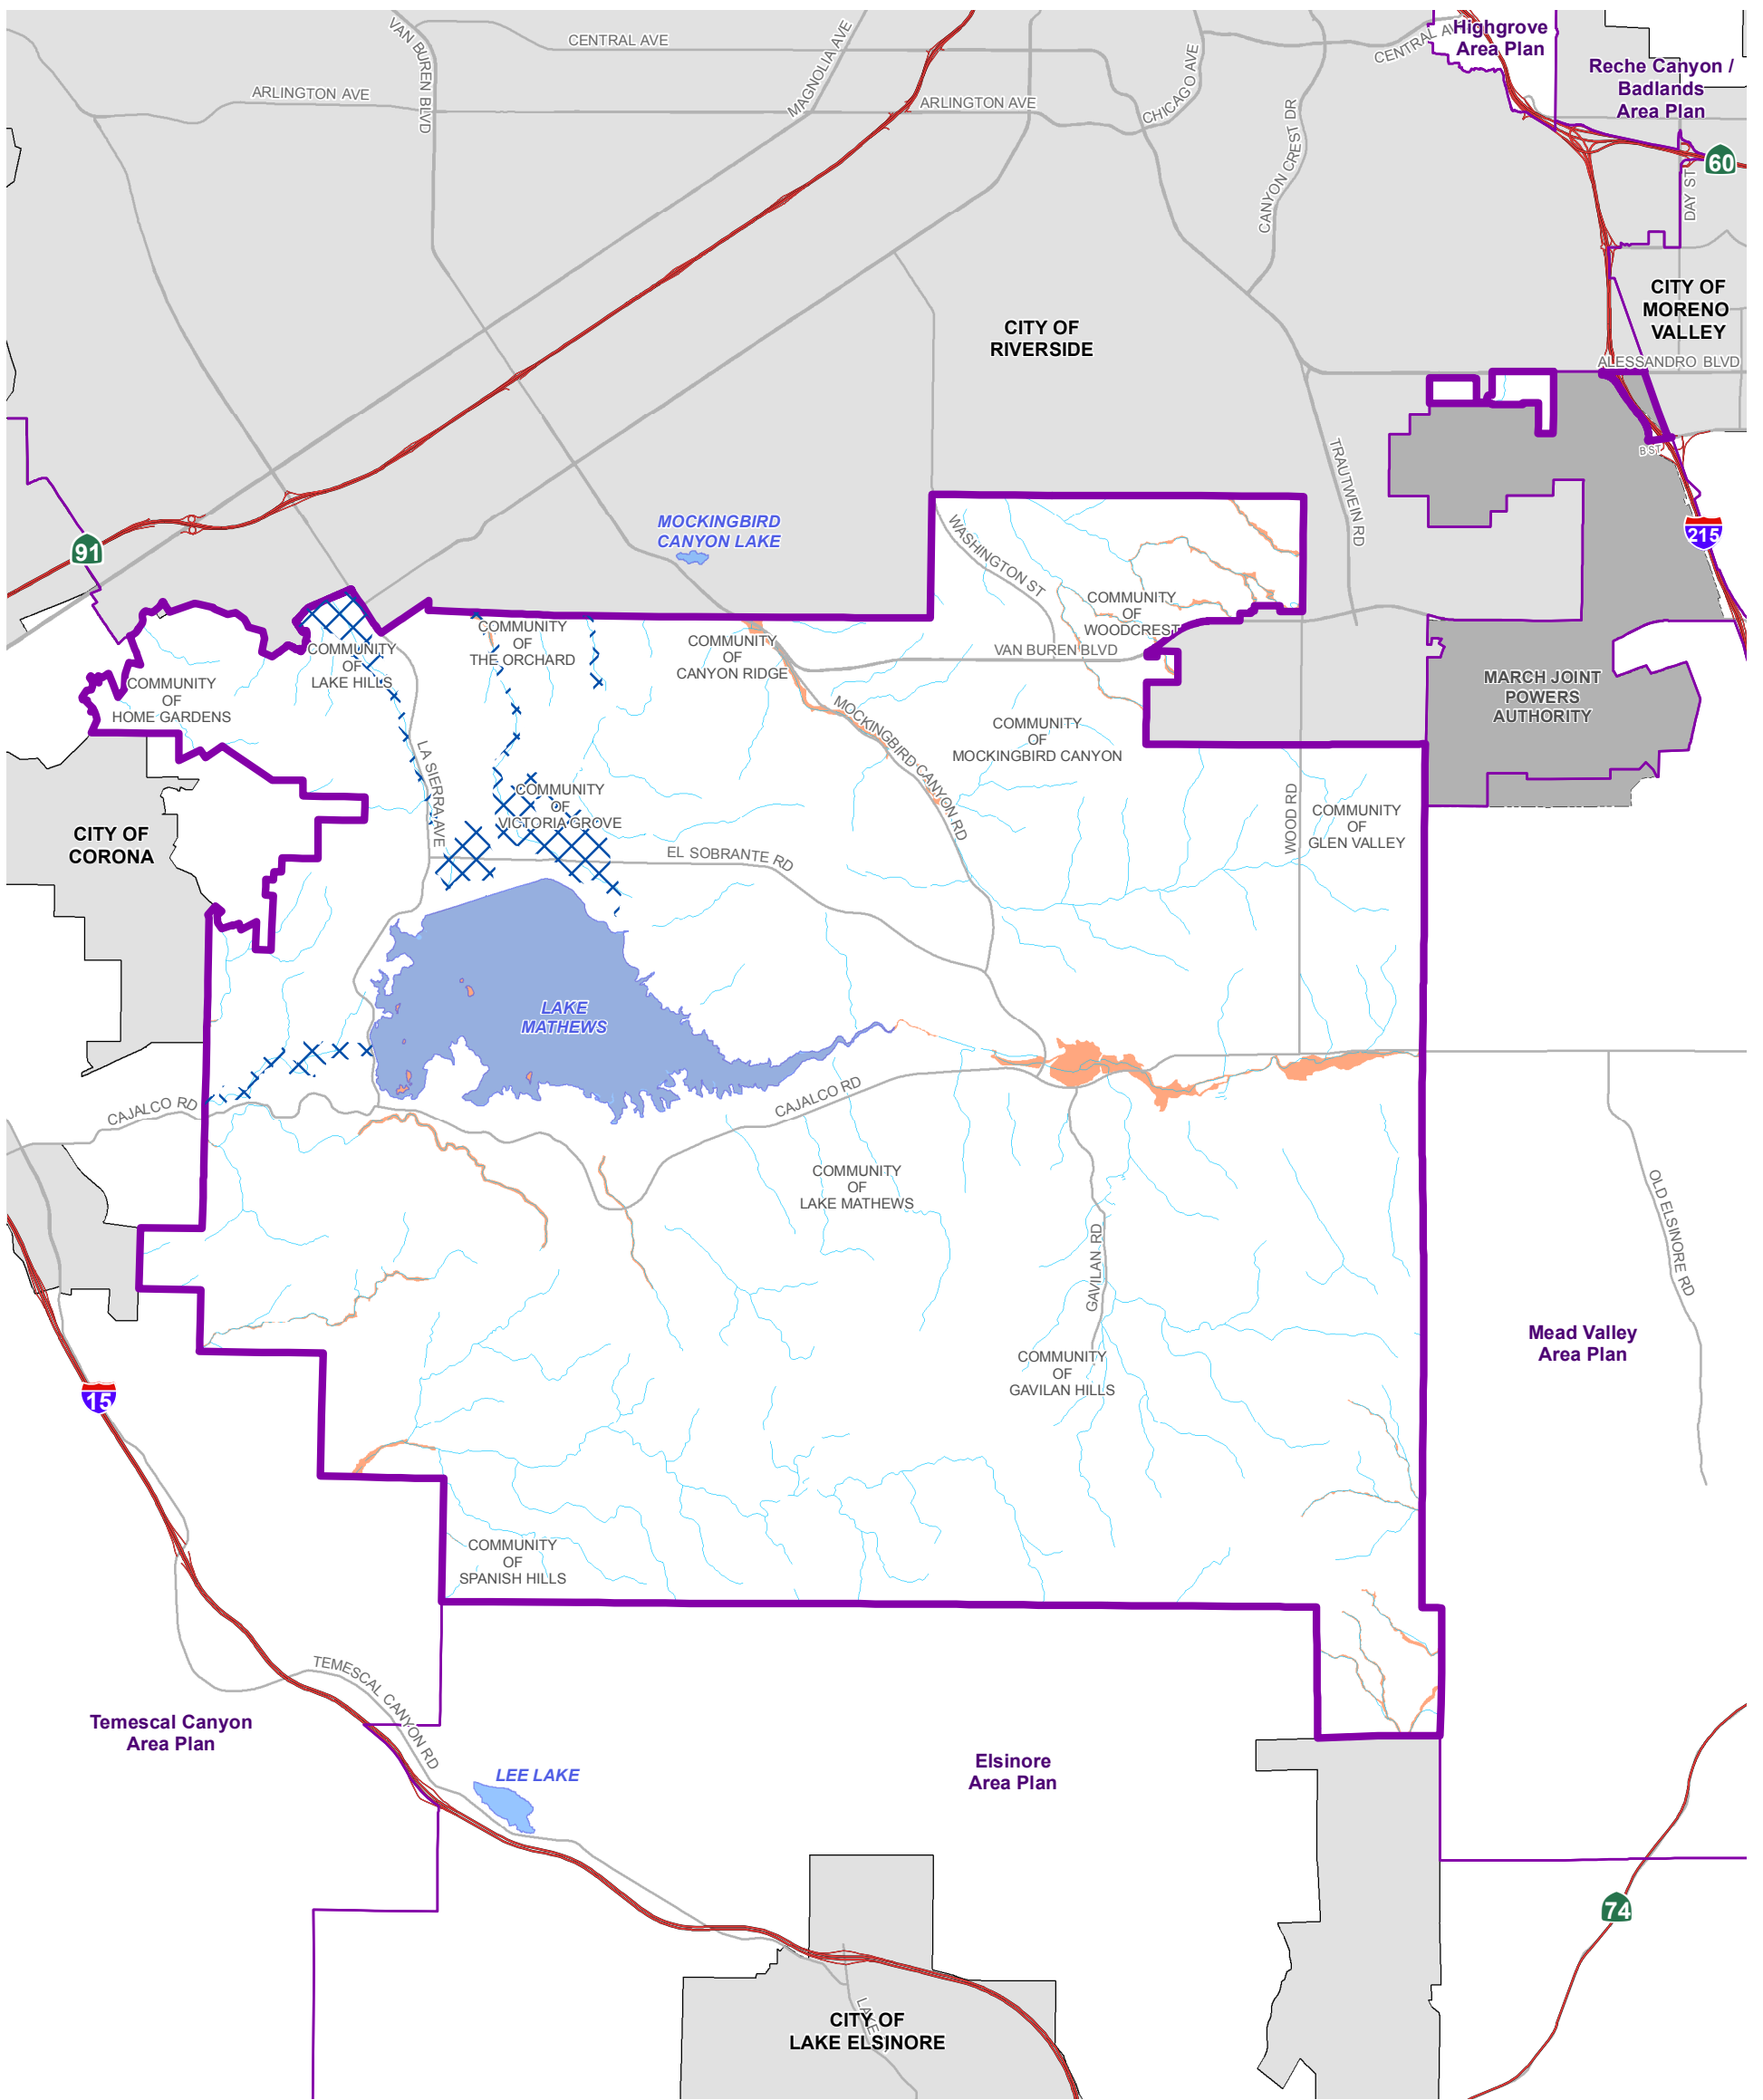 VAN BUREN BLVD
CENTRAL AVE
MAGNOLIA AVE
CHICAGO AVE
Highgrove
Area Plan
Reche Canyon /
Badlands
Area Plan
ARLINGTON AVE
ARLINGTON AVE
CANYON CREST DR
60
DAY ST
CITY OF
MORENO
VALLEY
CITY OF
RIVERSIDE
ALESSANDRO BLVD
B ST
TRAUTWEIN RD
215
91
MOCKINGBIRD
CANYON LAKE
WASHINGTON ST
COMMUNITY
OF
WOODCREST
VAN BUREN BLVD
COMMUNITY
OF
HOME GARDENS
COMMUNITY
OF
LAKE HILLS
COMMUNITY
OF
THE ORCHARD
COMMUNITY
OF
CANYON RIDGE
MARCH JOINT
POWERS
AUTHORITY
LA SIERRA AVE
MOCKINGBIRD CANYON RD
COMMUNITY
OF
MOCKINGBIRD CANYON
COMMUNITY
OF
VICTORIA GROVE
CITY OF
CORONA
EL SOBRANTE RD
WOOD RD
COMMUNITY
OF
GLEN VALLEY
LAKE
MATHEWS
CAJALCO RD
CAJALCO RD
COMMUNITY
OF
LAKE MATHEWS
GAVILAN RD
OLD ELSINORE RD
Mead Valley
Area Plan
COMMUNITY
OF
GAVILAN HILLS
15
COMMUNITY
OF
SPANISH HILLS
TEMESCAL CANYON RD
Temescal Canyon
Area Plan
LEE LAKE
Elsinore
Area Plan
74
CITY OF
LAKE ELSINORE